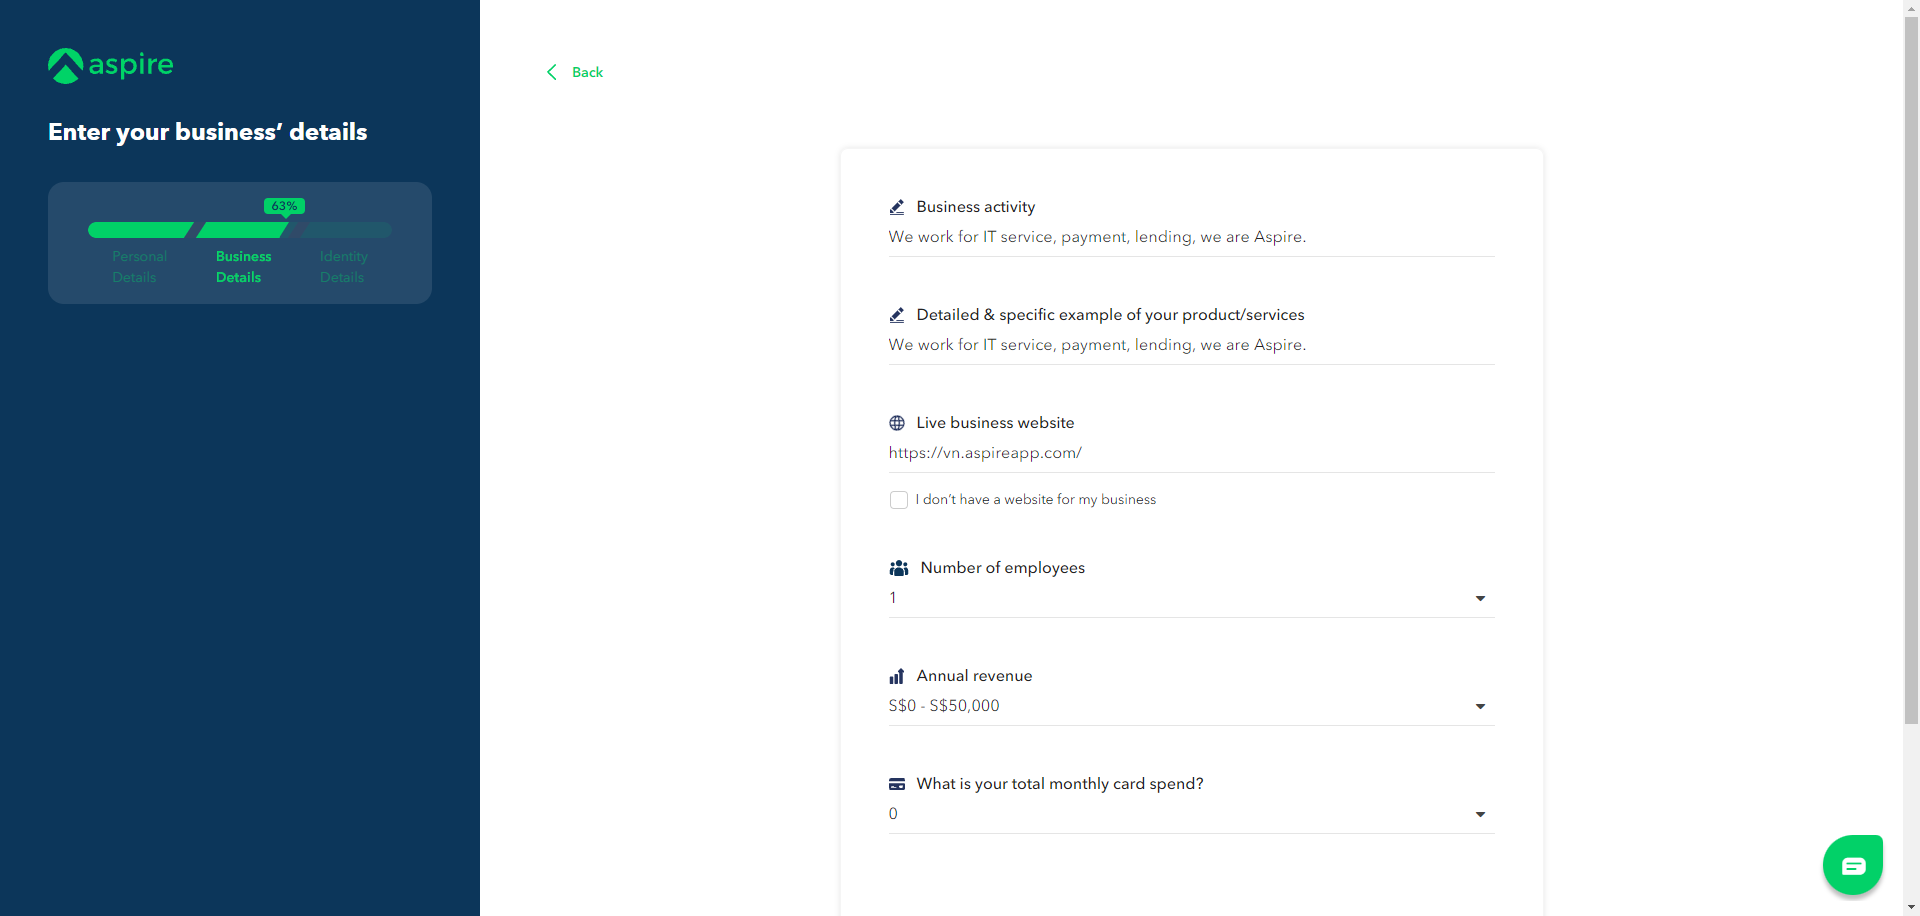 aspire
Enter your business’ details
63%
Personal Details
Business Details
Identity Details
Back
Business activity
We work for IT service, payment, lending, we are Aspire.
Detailed & specific example of your product/services
We work for IT service, payment, lending, we are Aspire.
Live business website
https://vn.aspireapp.com/
I don’t have a website for my business
Number of employees
1
Annual revenue
S$0 - S$50,000
What is your total monthly card spend?
0